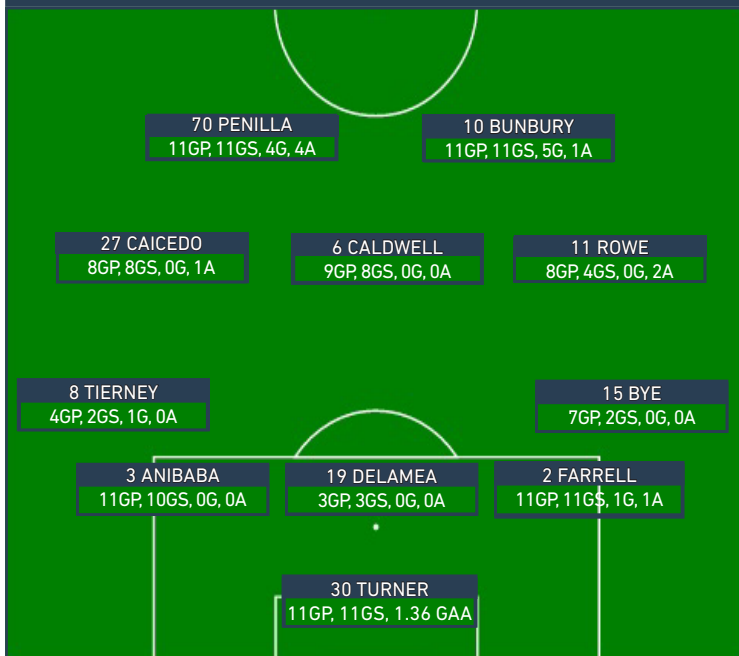 70 PENILLA
11GP, 11GS, 4G, 4A
10 BUNBURY
11GP, 11GS, 5G, 1A
27 CAICEDO
8GP, 8GS, 0G, 1A
6 CALDWELL
9GP, 8GS, 0G, 0A
11 ROWE
8GP, 4GS, 0G, 2A
8 TIERNEY
4GP, 2GS, 1G, 0A
15 BYE
7GP, 2GS, 0G, 0A
3 ANIBABA
11GP, 10GS, 0G, 0A
19 DELAMEA
3GP, 3GS, 0G, 0A
2 FARRELL
11GP, 11GS, 1G, 1A
30 TURNER
11GP, 11GS, 1.36 GAA